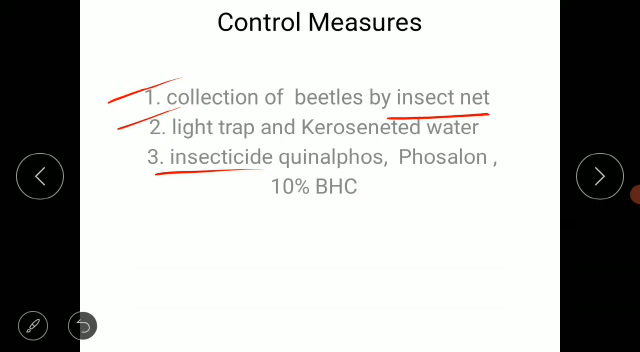 Control Measures
1. collection of beetles by insect net
2. light trap and Keroseneted water
3. insecticide quinalphos, Phosalon ,
10% BHC